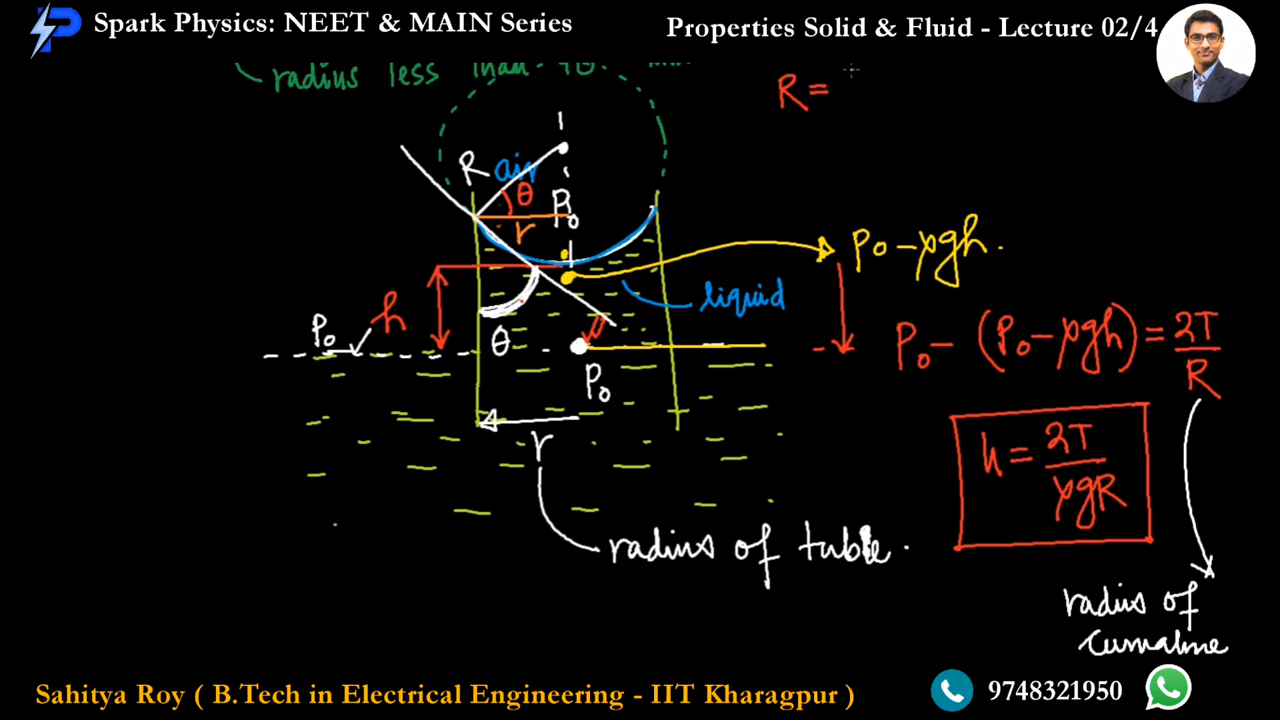 Spark Physics: NEET & MAIN Series
Properties Solid & Fluid - Lecture 02/4
radius less than
R =
R
air
θ
P₀
r
P₀ - ρgh.
h
liquid
P₀
θ
P₀
P₀ - (P₀ - ρgh) = 2T/R
r
h = 2T/ρgR
radius of tuble.
radius of
Sahitya Roy ( B.Tech in Electrical Engineering - IIT Kharagpur )
9748321950